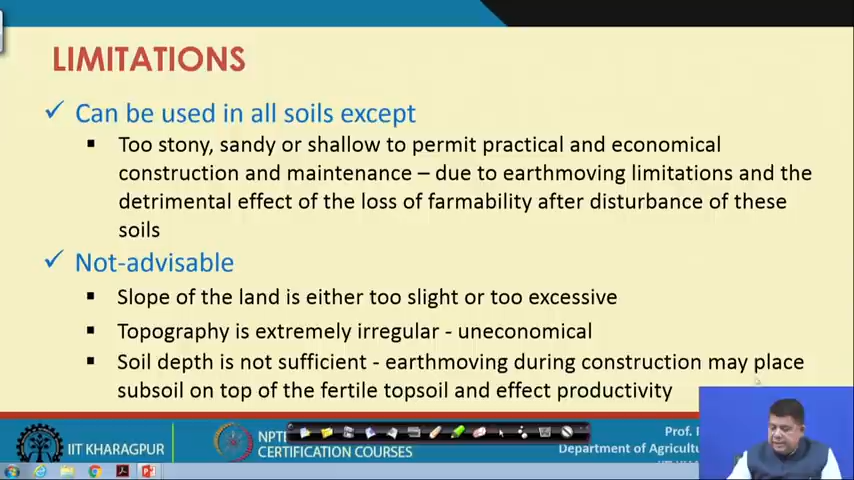 LIMITATIONS
✓ Can be used in all soils except
▪ Too stony, sandy or shallow to permit practical and economical
construction and maintenance – due to earthmoving limitations and the
detrimental effect of the loss of farmability after disturbance of these
soils
✓ Not-advisable
▪ Slope of the land is either too slight or too excessive
▪ Topography is extremely irregular - uneconomical
▪ Soil depth is not sufficient - earthmoving during construction may place
subsoil on top of the fertile topsoil and effect productivity
IIT KHARAGPUR
NPTE
CERTIFICATION COURSES
Prof.
Department of Agricultu